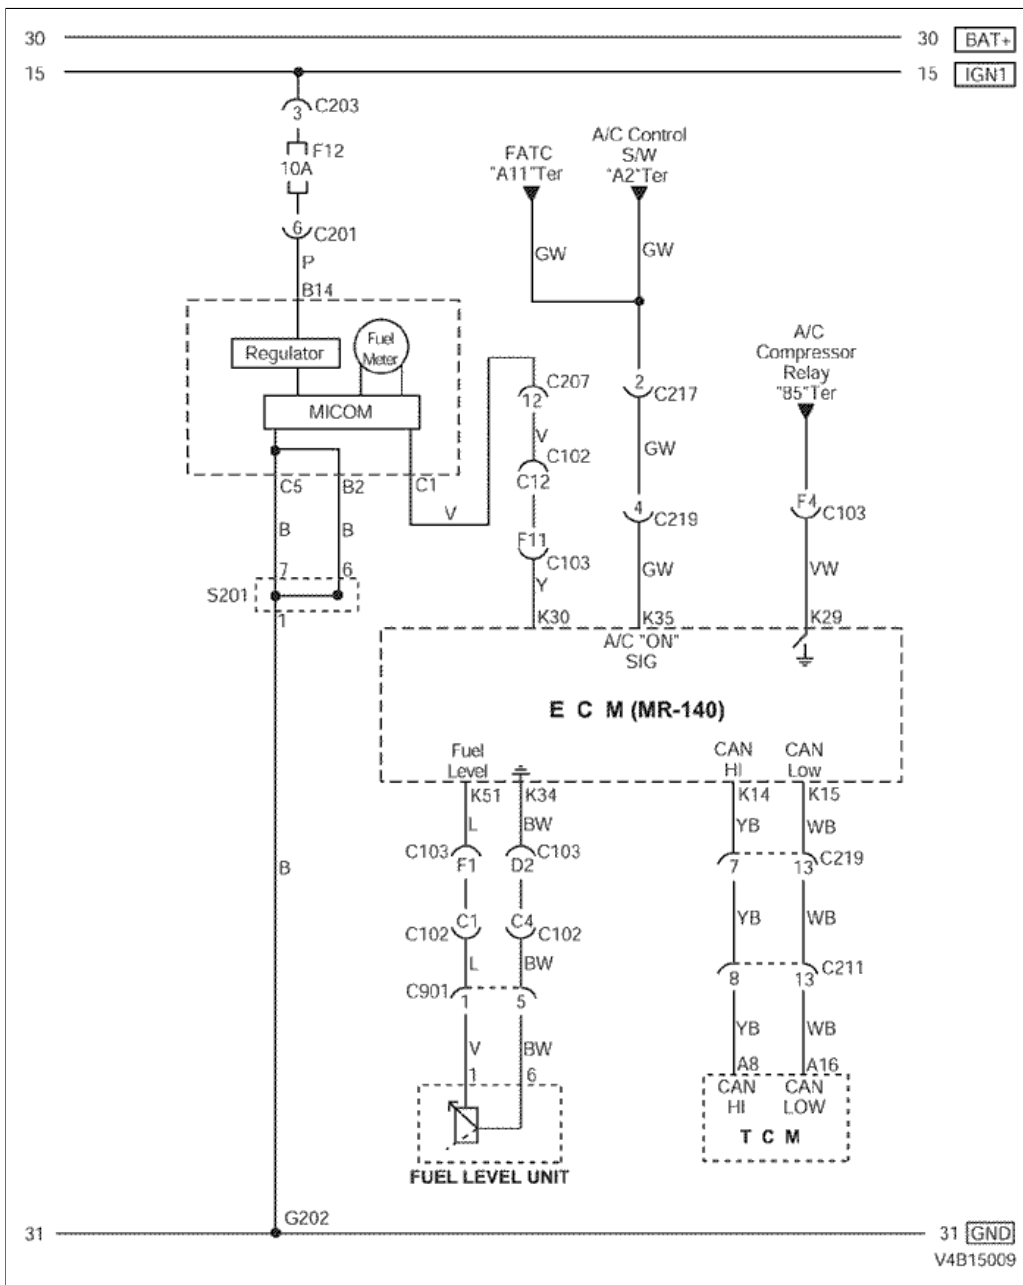 30 30 BAT+
15 15 IGN1
3 C203
F12
10A
6 C201
P
B14
Regulator
Fuel
Meter
MICOM
C5 B2 C1
B B V
7 6
S201
1
B
FATC
"A11"Ter
A/C Control
S/W
"A2"Ter
GW GW
C207
12
V
C102
C12
F11
C103
Y
K30
2 C217
GW
4 C219
GW
K35
A/C
Compressor
Relay
"85"Ter
F4 C103
VW
K29
A/C "ON"
SIG
E C M (MR-140)
Fuel
Level
CAN
HI
CAN
Low
K51 K34 K14 K15
L BW YB WB
C103 C103
F1 D2
C1 C4
C102 C102
L BW
C901
1 5
V BW
1 6
FUEL LEVEL UNIT
C219
7 13
YB WB
C211
8 13
YB WB
A8 A16
CAN
HI
CAN
LOW
T C M
G202
31 31 GND
V4B15009